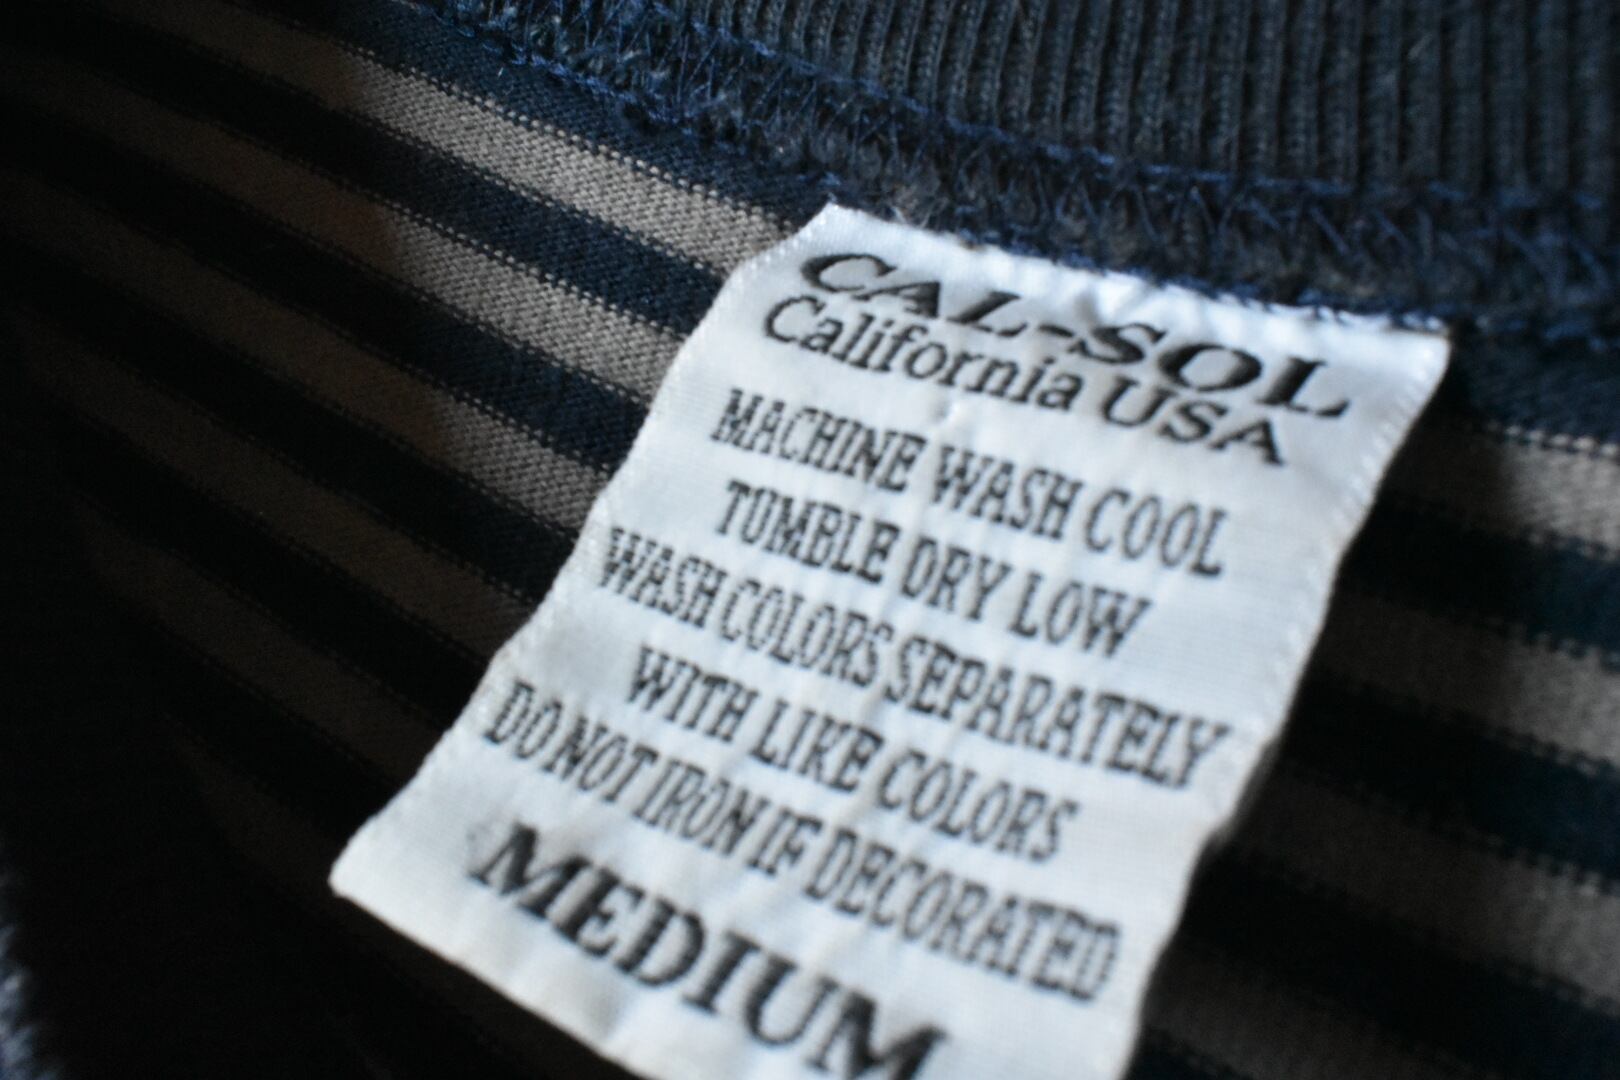 CAL-SOL
California USA
MACHINE WASH COOL
TUMBLE DRY LOW
WASH COLORS SEPARATELY
WITH LIKE COLORS
DO NOT IRON IF DECORATED
MEDIUM